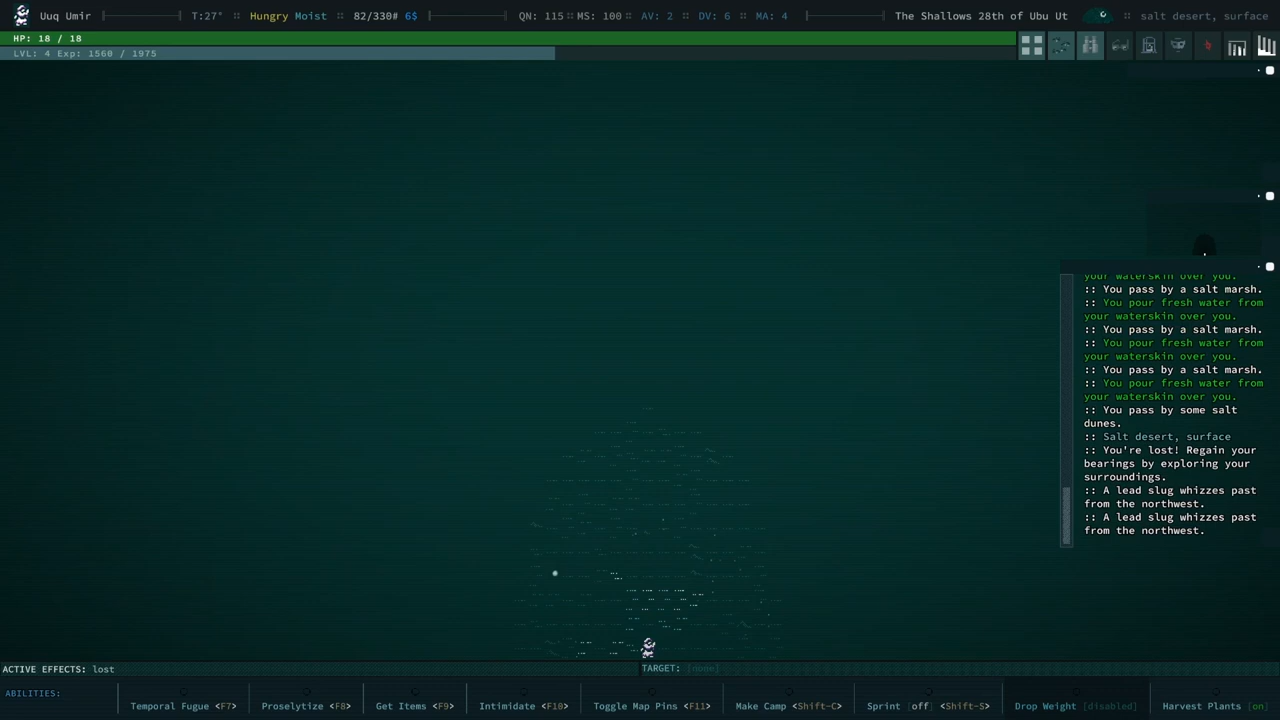 Uuq Umir T:27° :: Hungry Moist :: 82/330# 6$ QN: 115 :: MS: 100 :: AV: 2 :: DV: 6 :: MA: 4 The Shallows 28th of Ubu Ut :: salt desert, surface
HP: 18 / 18
LVL: 4 Exp: 1560 / 1975
your waterskin over you.
:: You pass by a salt marsh.
:: You pour fresh water from
your waterskin over you.
:: You pass by a salt marsh.
:: You pour fresh water from
your waterskin over you.
:: You pass by a salt marsh.
:: You pour fresh water from
your waterskin over you.
:: You pass by some salt
dunes.
:: Salt desert, surface
:: You're lost! Regain your
bearings by exploring your
surroundings.
:: A lead slug whizzes past
from the northwest.
:: A lead slug whizzes past
from the northwest.
ACTIVE EFFECTS: lost TARGET: [none]
ABILITIES: Temporal Fugue <F7> Proselytize <F8> Get Items <F9> Intimidate <F10> Toggle Map Pins <F11> Make Camp <Shift-C> Sprint [off] <Shift-S> Drop Weight [disabled] Harvest Plants [on]